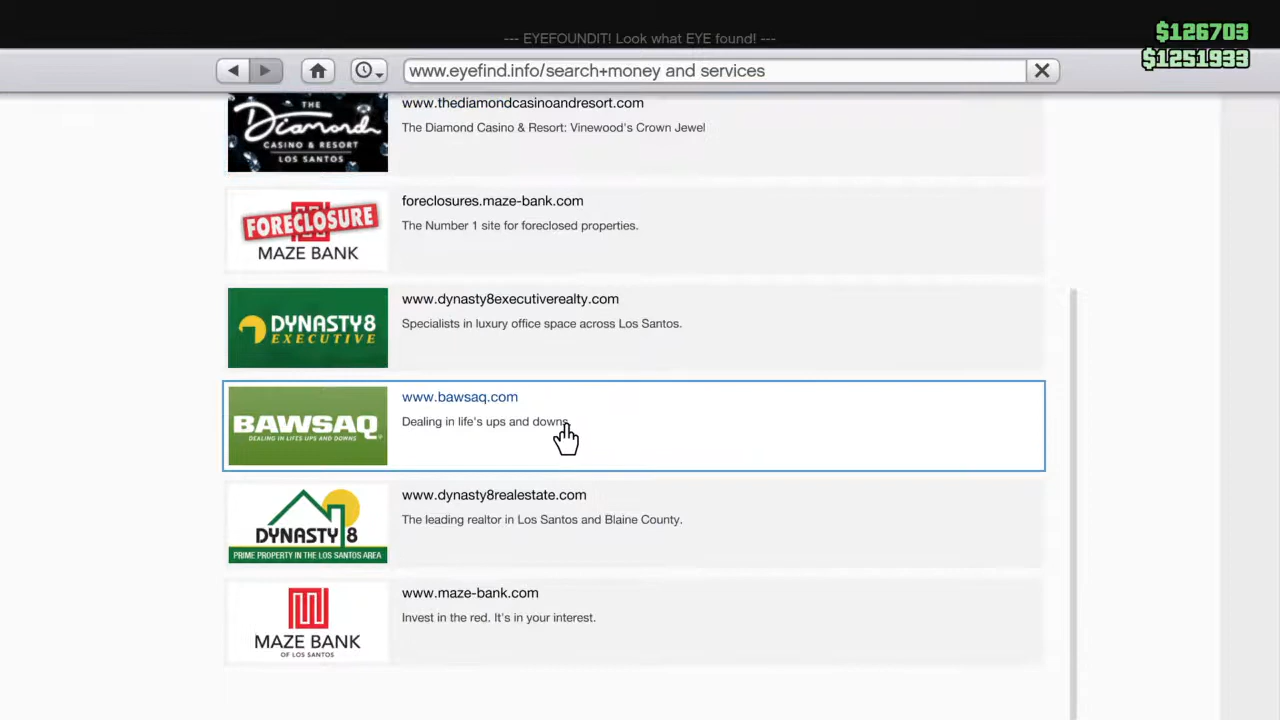 --- EYEFOUNDIT! Look what EYE found! ---
$126703
$1251933
www.eyefind.info/search+money and services
THE
Diamond
CASINO & RESORT
LOS SANTOS
www.thediamondcasinoandresort.com
The Diamond Casino & Resort: Vinewood's Crown Jewel
FORECLOSURE
MAZE BANK
foreclosures.maze-bank.com
The Number 1 site for foreclosed properties.
DYNASTY8
EXECUTIVE
www.dynasty8executiverealty.com
Specialists in luxury office space across Los Santos.
BAWSAQ
DEALING IN LIFES UPS AND DOWNS
www.bawsaq.com
Dealing in life's ups and downs.
DYNASTY 8
PRIME PROPERTY IN THE LOS SANTOS AREA
www.dynasty8realestate.com
The leading realtor in Los Santos and Blaine County.
MAZE BANK
OF LOS SANTOS
www.maze-bank.com
Invest in the red. It's in your interest.